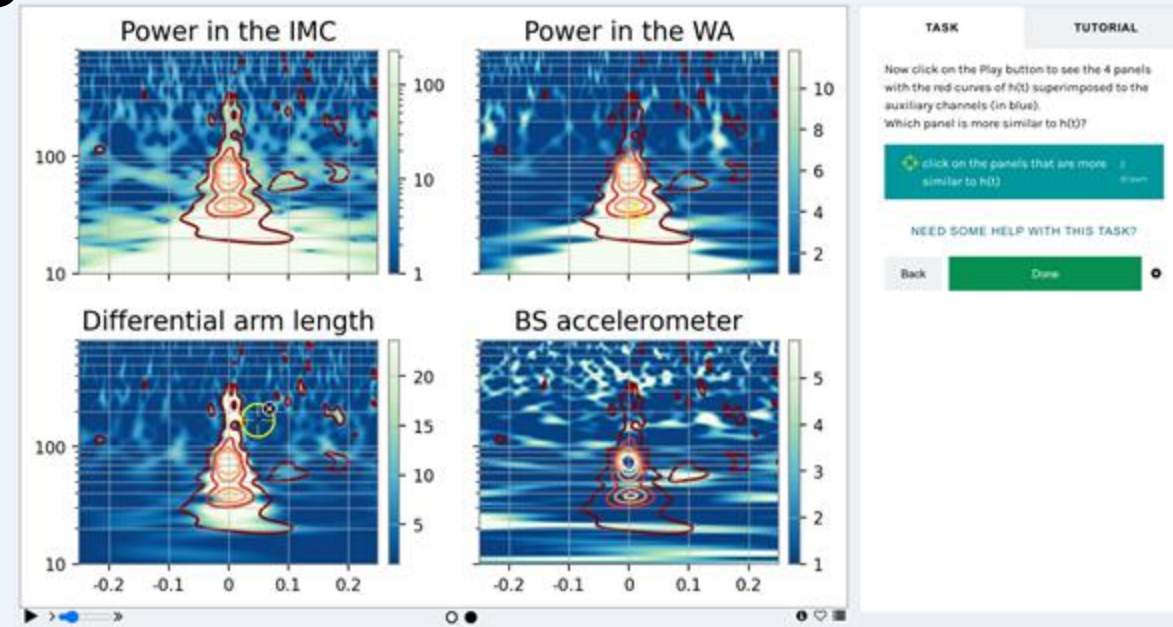 Power in the IMC
Power in the WA
100
10
100
10
1
10
8
6
4
2
Differential arm length
BS accelerometer
100
10
20
15
10
5
5
4
3
2
1
-0.2 -0.1 0 0.1 0.2
-0.2 -0.1 0 0.1 0.2
TASK
TUTORIAL
Now click on the Play button to see the 4 panels
with the red curves of h(t) superimposed to the
auxiliary channels (in blue).
Which panel is more similar to h(t)?
click on the panels that are more
similar to h(t)
NEED SOME HELP WITH THIS TASK?
Back
Done